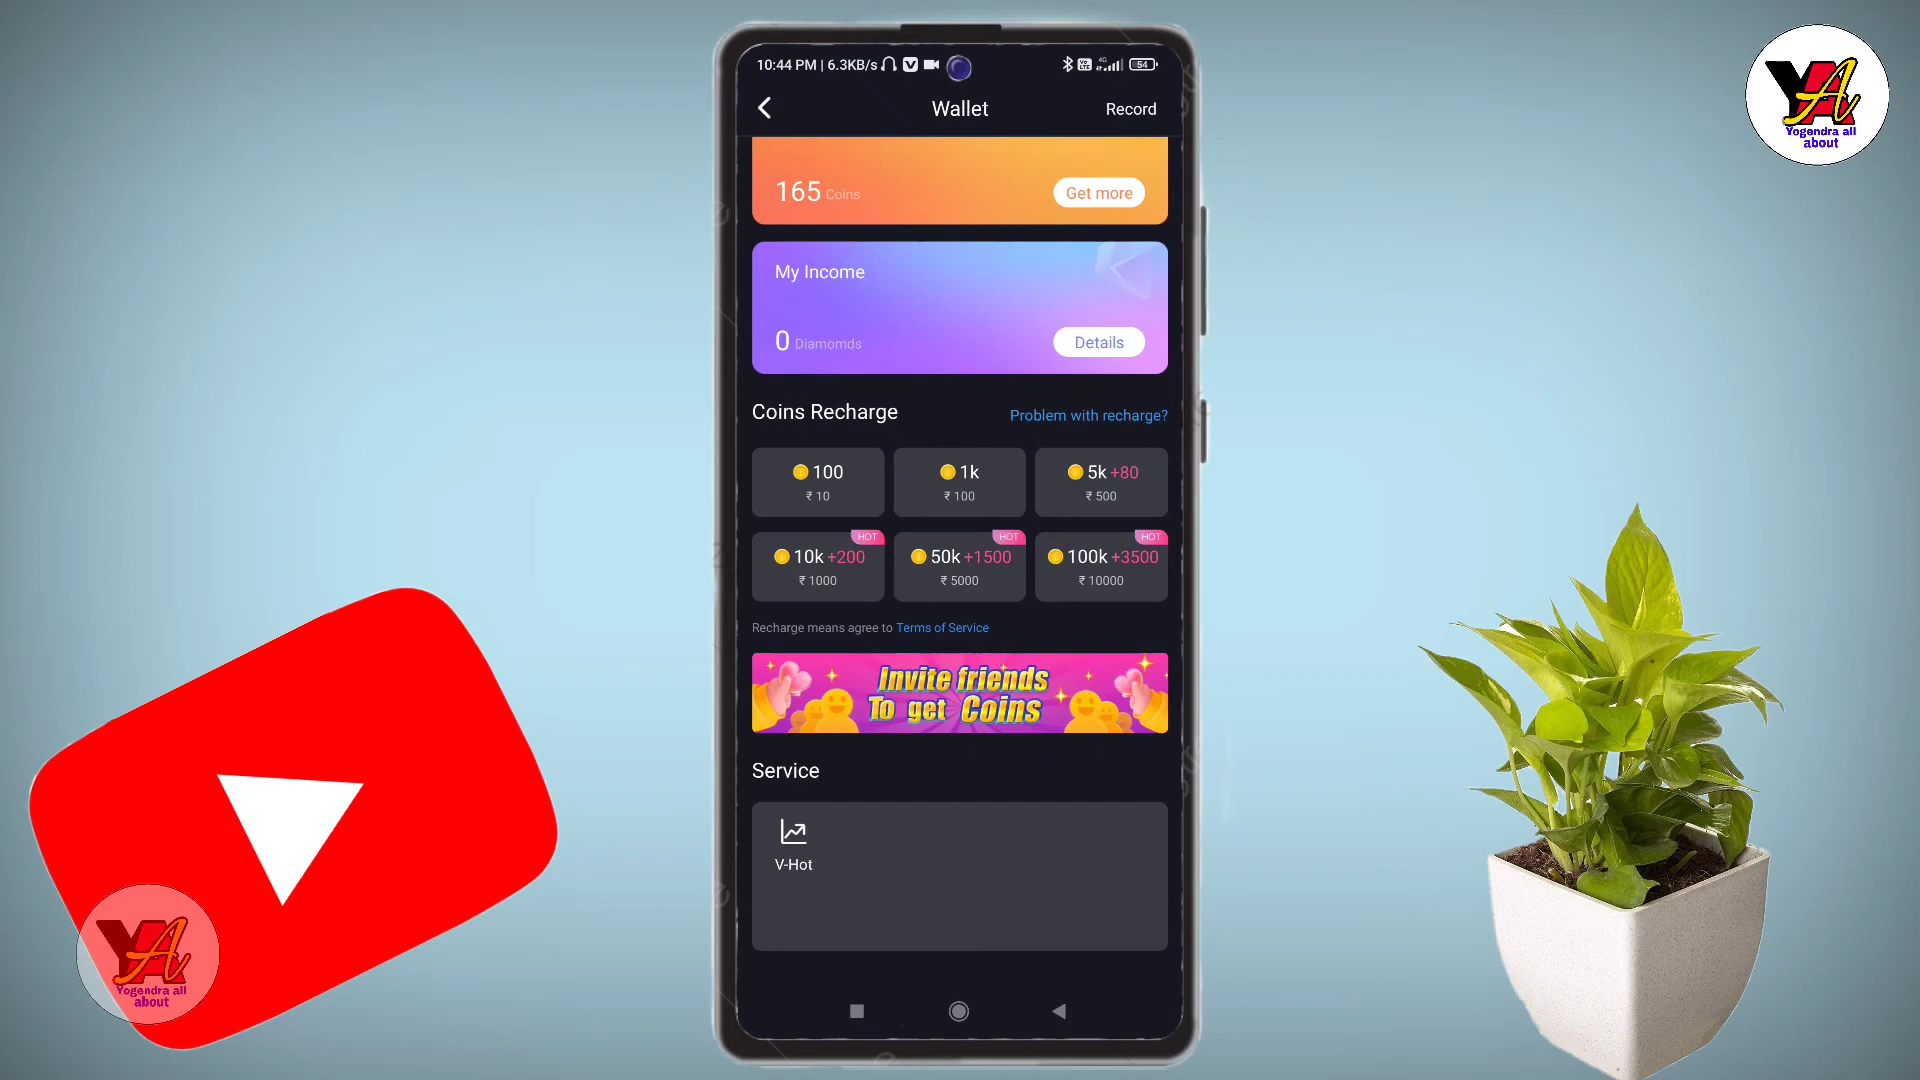 10:44 PM | 6.3KB/s
4G
54
Wallet
Record
165 Coins
Get more
My Income
0 Diamomds
Details
Coins Recharge
Problem with recharge?
100
1k
5k +80
₹ 10
₹ 100
₹ 500
HOT
HOT
HOT
10k +200
50k +1500
100k +3500
₹ 1000
₹ 5000
₹ 10000
Recharge means agree to Terms of Service
Invite friends
To get Coins
Service
V-Hot
YA
Yogendra all
about
YA
Yogendra all
about